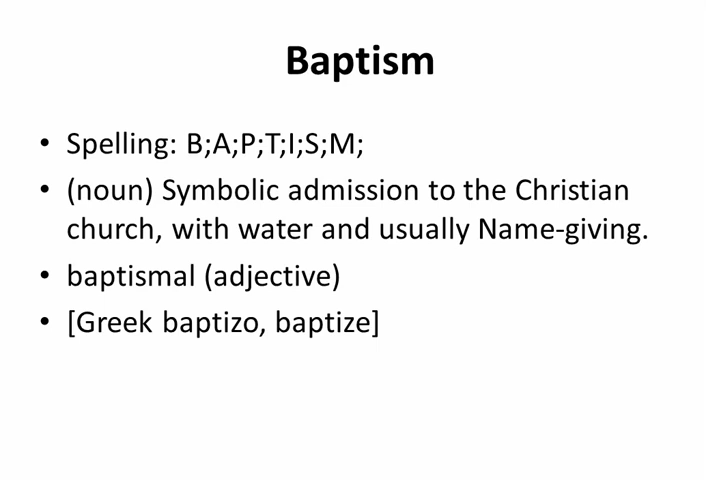 Baptism
• Spelling: B;A;P;T;I;S;M;
• (noun) Symbolic admission to the Christian
church, with water and usually Name-giving.
• baptismal (adjective)
• [Greek baptizo, baptize]